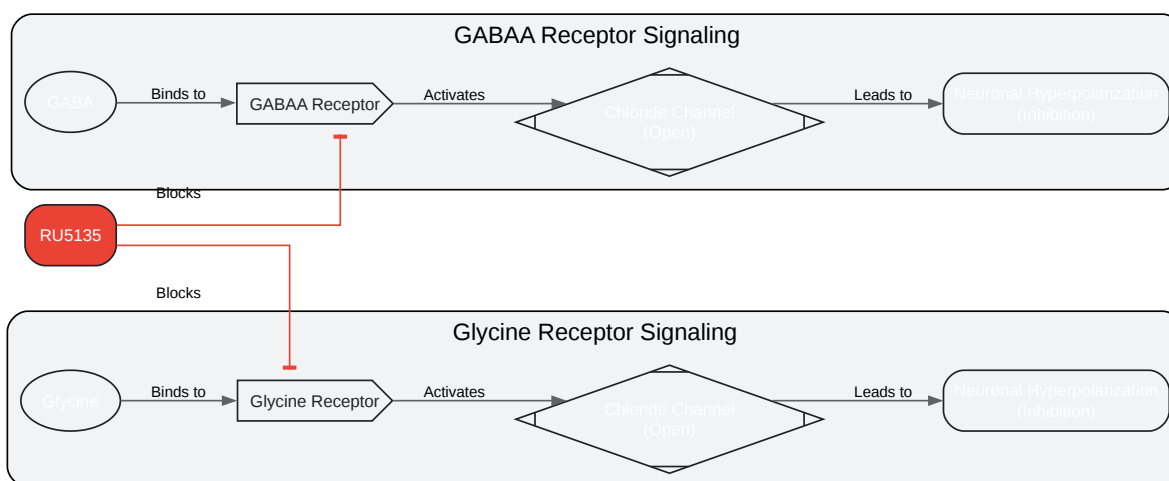 GABAA Receptor Signaling
GABA
Binds to
GABAA Receptor
Activates
Chloride Channel
(Open)
Leads to
Neuronal Hyperpolarization
(Inhibition)
Blocks
RU5135
Blocks
Glycine Receptor Signaling
Glycine
Binds to
Glycine Receptor
Activates
Chloride Channel
(Open)
Leads to
Neuronal Hyperpolarization
(Inhibition)